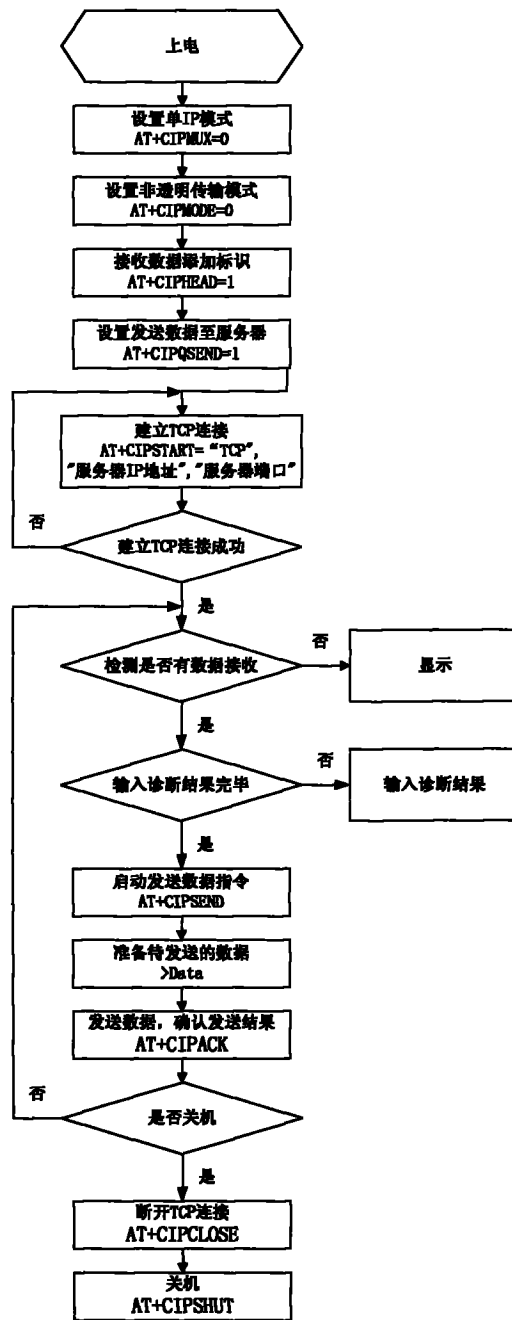 上电
设置单IP模式
AT+CIPMUX=0
设置非透明传输模式
AT+CIPMODE=0
接收数据添加标识
AT+CIPHEAD=1
设置发送数据至服务器
AT+CIPQSEND=1
建立TCP连接
AT+CIPSTART= “TCP”,
"服务器IP地址","服务器端口"
否
建立TCP连接成功
是
检测是否有数据接收
否
显示
是
输入诊断结果完毕
否
输入诊断结果
是
启动发送数据指令
AT+CIPSEND
准备待发送的数据
>Data
发送数据, 确认发送结果
AT+CIPACK
否
是否关机
是
断开TCP连接
AT+CIPCLOSE
关机
AT+CIPSHUT